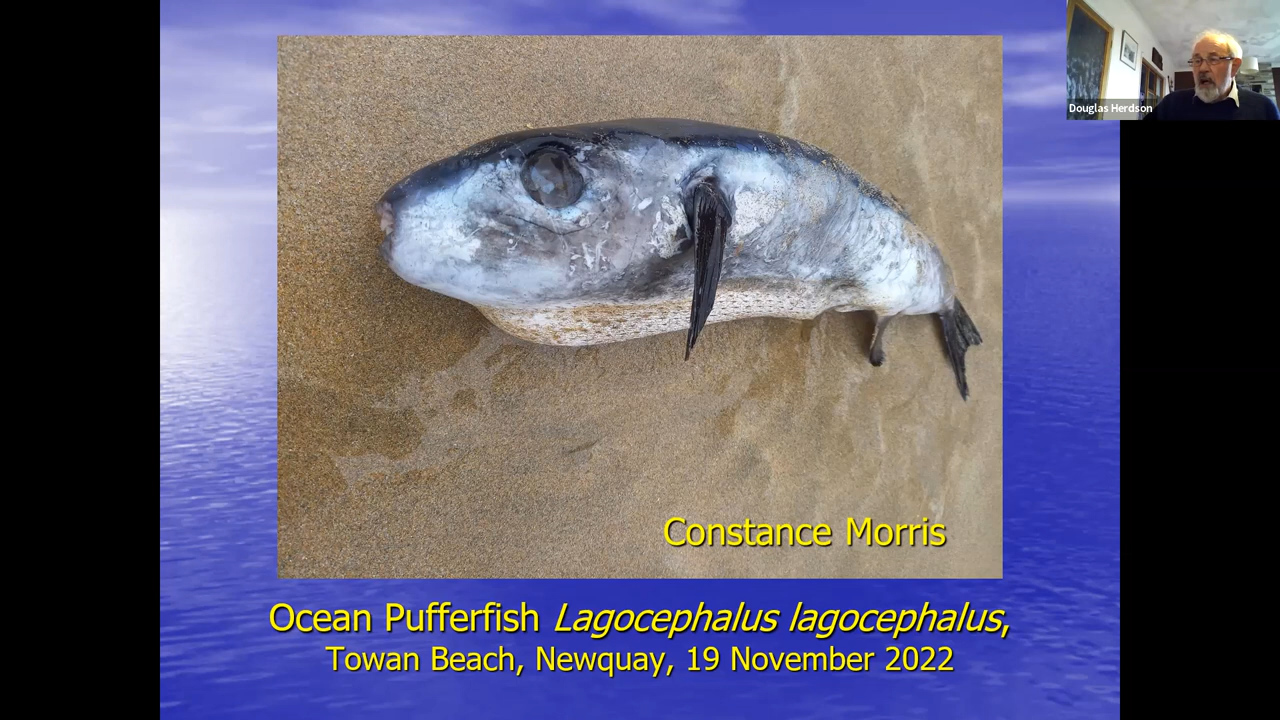 Douglas Herdson
Constance Morris
Ocean Pufferfish Lagocephalus lagocephalus,
Towan Beach, Newquay, 19 November 2022